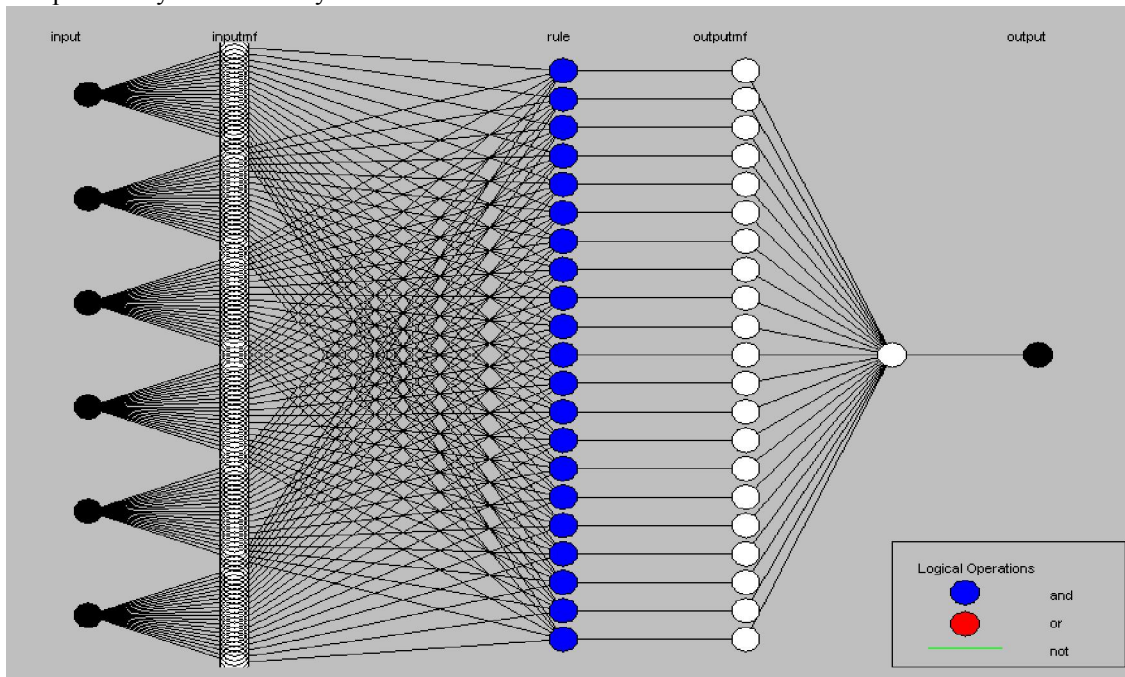 input inputmf rule outputmf output
Logical Operations
and
or
not